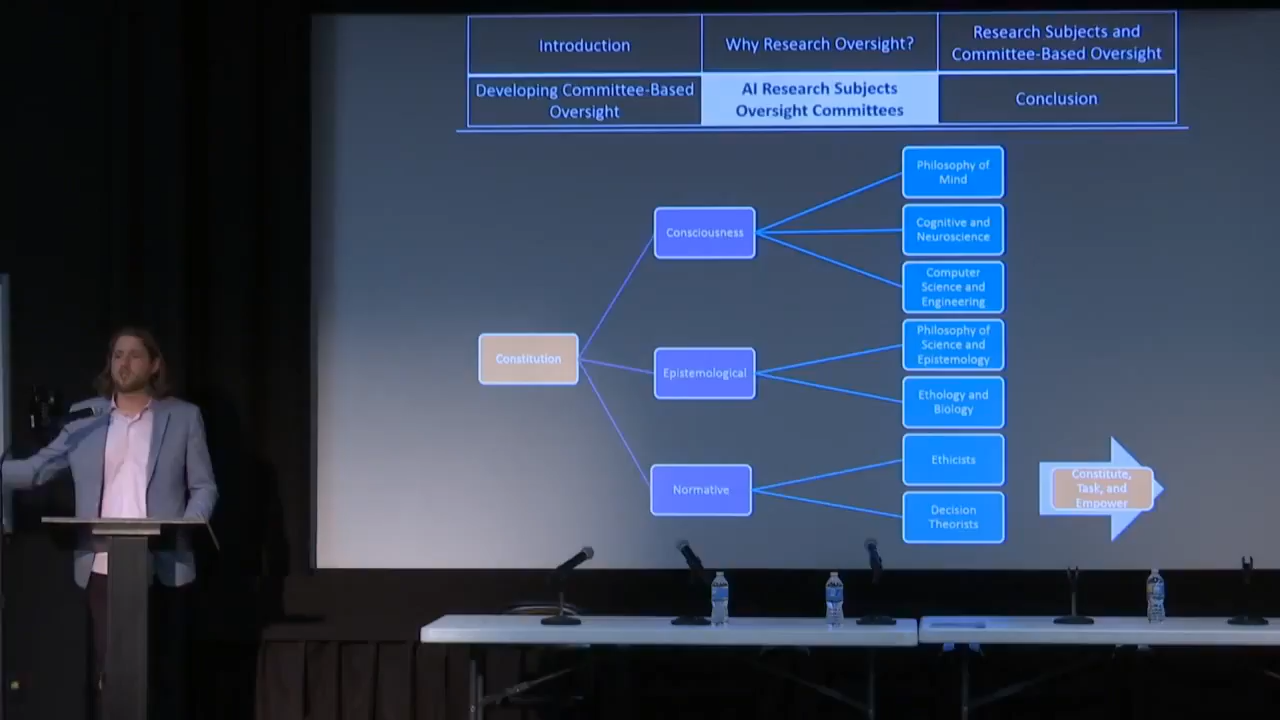 Introduction
Why Research Oversight?
Research Subjects and
Committee-Based Oversight
Developing Committee-Based
Oversight
AI Research Subjects
Oversight Committees
Conclusion
Constitution
Consciousness
Epistemological
Normative
Philosophy of
Mind
Cognitive and
Neuroscience
Computer
Science and
Engineering
Philosophy of
Science and
Epistemology
Ethology and
Biology
Ethicists
Decision
Theorists
Constitute,
Task, and
Empower